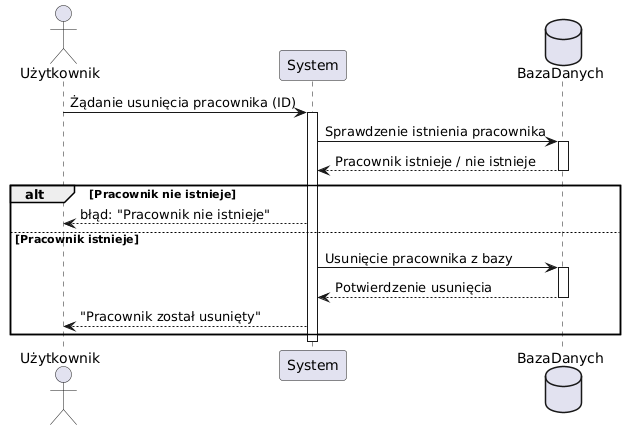 Użytkownik
System
BazaDanych
Żądanie usunięcia pracownika (ID)
Sprawdzenie istnienia pracownika
Pracownik istnieje / nie istnieje
alt [Pracownik nie istnieje]
błąd: "Pracownik nie istnieje"
[Pracownik istnieje]
Usunięcie pracownika z bazy
Potwierdzenie usunięcia
"Pracownik został usunięty"
Użytkownik
System
BazaDanych